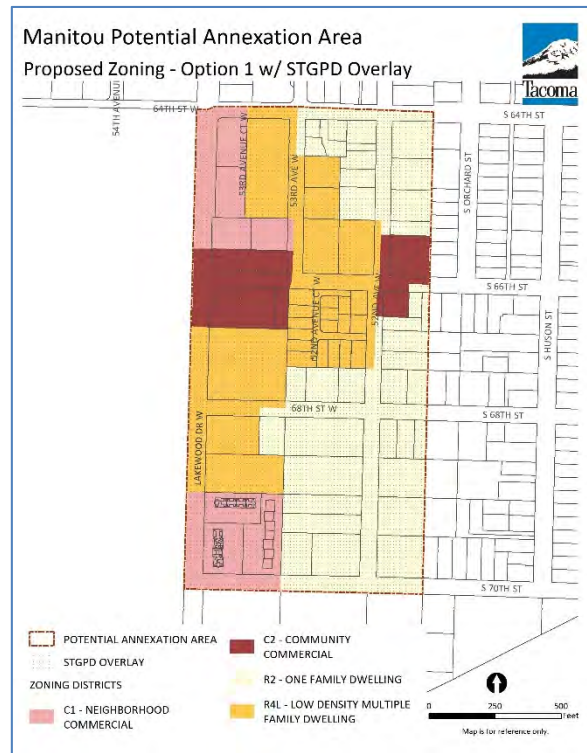 Manitou Potential Annexation Area
Proposed Zoning - Option 1 w/ STGPD Overlay
Tacoma
54TH AVENUE
64TH ST W
S 64TH ST
53RD AVENUE CT W
53RD AVE W
S ORCHARD ST
S 66TH ST
52ND AVE W
52ND AVENUE CT W
S HUSON ST
68TH ST W
S 68TH ST
LAKEWOOD DR W
S 70TH ST
POTENTIAL ANNEXATION AREA
STGPD OVERLAY
ZONING DISTRICTS
C1 - NEIGHBORHOOD
COMMERCIAL
C2 - COMMUNITY
COMMERCIAL
R2 - ONE FAMILY DWELLING
R4L - LOW DENSITY MULTIPLE
FAMILY DWELLING
0 250 500
Feet
Map is for reference only.